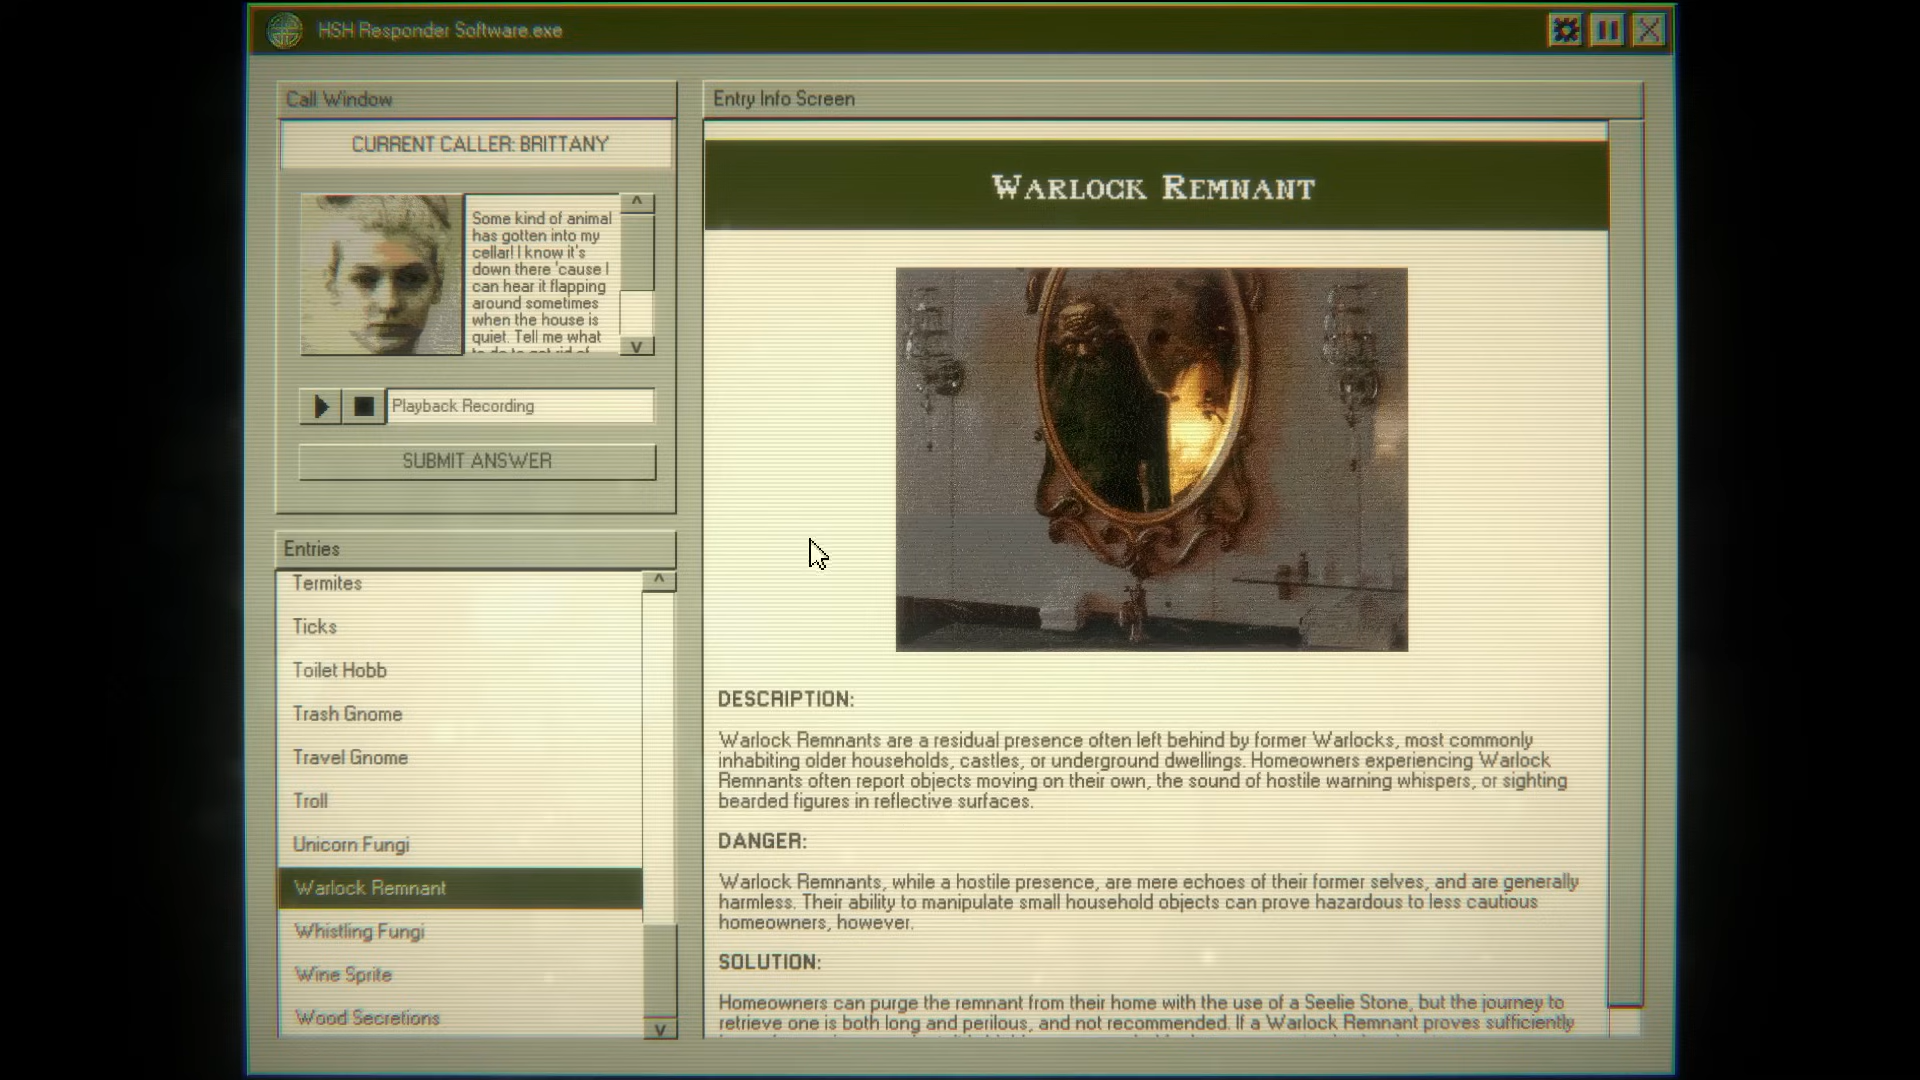 HSH Responder Software.exe
Call Window
CURRENT CALLER: BRITTANY
Some kind of animal
has gotten into my
cellar! I know it's
down there 'cause I
can hear it flapping
around sometimes
when the house is
quiet. Tell me what
to do to get rid of
Playback Recording
SUBMIT ANSWER
Entries
Termites
Ticks
Toilet Hobb
Trash Gnome
Travel Gnome
Troll
Unicorn Fungi
Warlock Remnant
Whistling Fungi
Wine Sprite
Wood Secretions
Entry Info Screen
Warlock Remnant
DESCRIPTION:
Warlock Remnants are a residual presence often left behind by former Warlocks, most commonly
inhabiting older households, castles, or underground dwellings. Homeowners experiencing Warlock
Remnants often report objects moving on their own, the sound of hostile warning whispers, or sighting
bearded figures in reflective surfaces.
DANGER:
Warlock Remnants, while a hostile presence, are mere echoes of their former selves, and are generally
harmless. Their ability to manipulate small household objects can prove hazardous to less cautious
homeowners, however.
SOLUTION:
Homeowners can purge the remnant from their home with the use of a Seelie Stone, but the journey to
retrieve one is both long and perilous, and not recommended. If a Warlock Remnant proves sufficiently